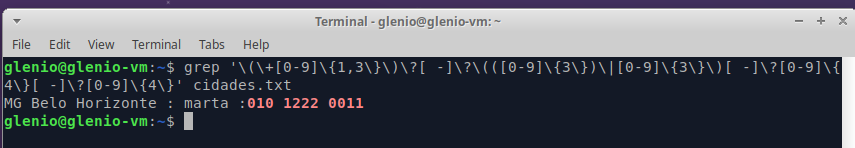 Terminal - glenio@glenio-vm: ~
File Edit View Terminal Tabs Help
glenio@glenio-vm:~$ grep '\(\+[0-9]\{1,3\}\)\?[ -]\?\(([0-9]\{3\})\|[0-9]\{3\}\)[ -]\?[0-9]\{
4\}[ -]\?[0-9]\{4\}' cidades.txt
MG Belo Horizonte : marta :010 1222 0011
glenio@glenio-vm:~$